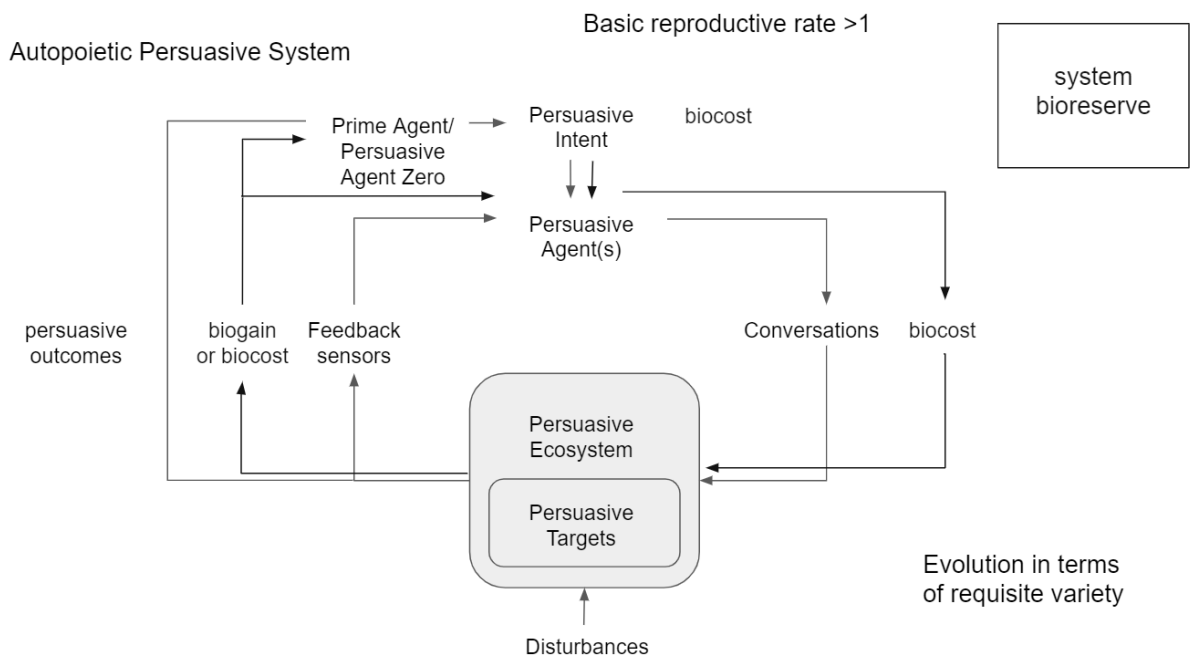 Basic reproductive rate >1
Autopoietic Persuasive System
system
bioreserve
Prime Agent/
Persuasive
Agent Zero
Persuasive
Intent
biocost
Persuasive
Agent(s)
persuasive
outcomes
biogain
or biocost
Feedback
sensors
Conversations
biocost
Persuasive
Ecosystem
Persuasive
Targets
Evolution in terms
of requisite variety
Disturbances